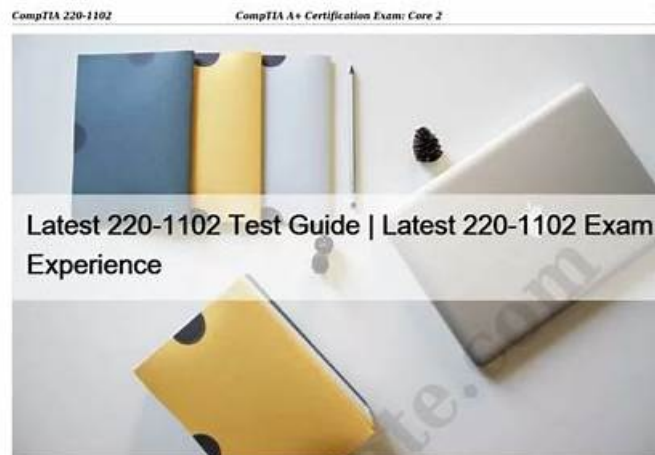 CompTIA 220-1102 CompTIA A+ Certification Exam: Core 2
Latest 220-1102 Test Guide | Latest 220-1102 Exam
Experience